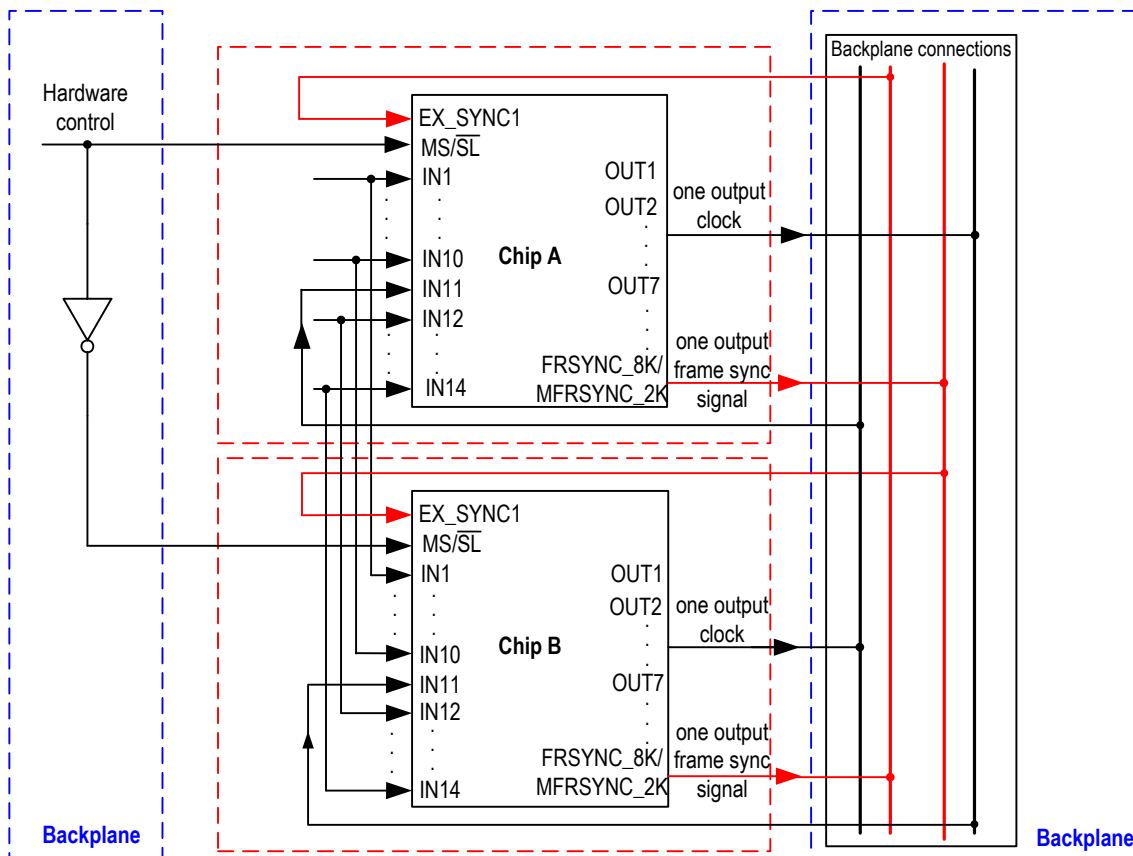 Backplane connections
Hardware
control
EX_SYNC1
MS/S̅L̅
IN1
IN10
IN11
IN12
IN14
Chip A
OUT1
OUT2
OUT7
FRSYNC_8K/
MFRSYNC_2K
one output
clock
one output
frame sync
signal
EX_SYNC1
MS/S̅L̅
IN1
IN10
IN11
IN12
IN14
Chip B
OUT1
OUT2
OUT7
FRSYNC_8K/
MFRSYNC_2K
one output
clock
one output
frame sync
signal
Backplane
Backplane